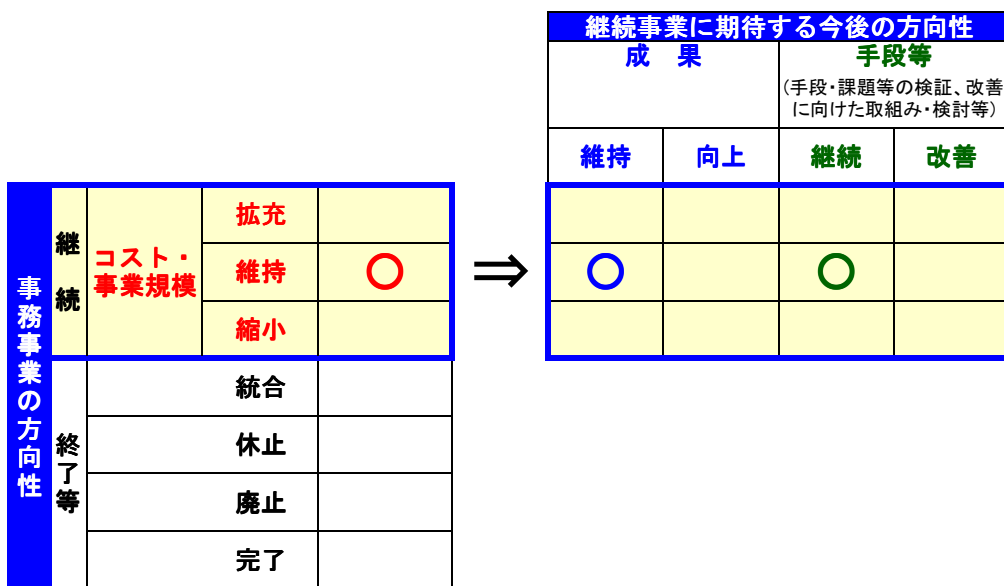 継続事業に期待する今後の方向性
成 果
手段等
(手段・課題等の検証、改善
に向けた取組み・検討等)
維持
向上
継続
改善
事務事業の方向性
継続
コスト・
事業規模
拡充
維持
○
⇒
○
○
縮小
終了等
統合
休止
廃止
完了